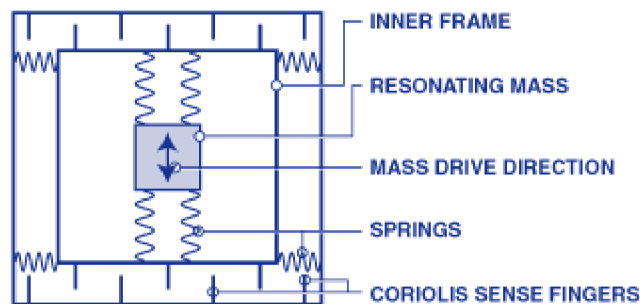 INNER FRAME
RESONATING MASS
MASS DRIVE DIRECTION
SPRINGS
CORIOLIS SENSE FINGERS